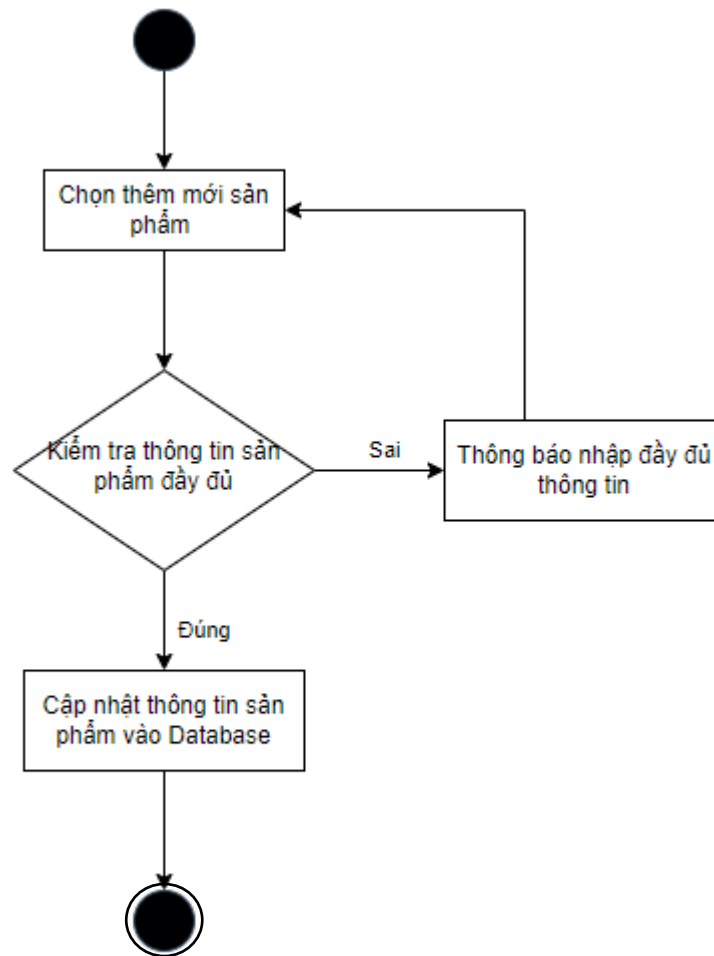 Chọn thêm mới sản
phẩm
Kiểm tra thông tin sản
phẩm đầy đủ
Sai
Thông báo nhập đầy đủ
thông tin
Đúng
Cập nhật thông tin sản
phẩm vào Database